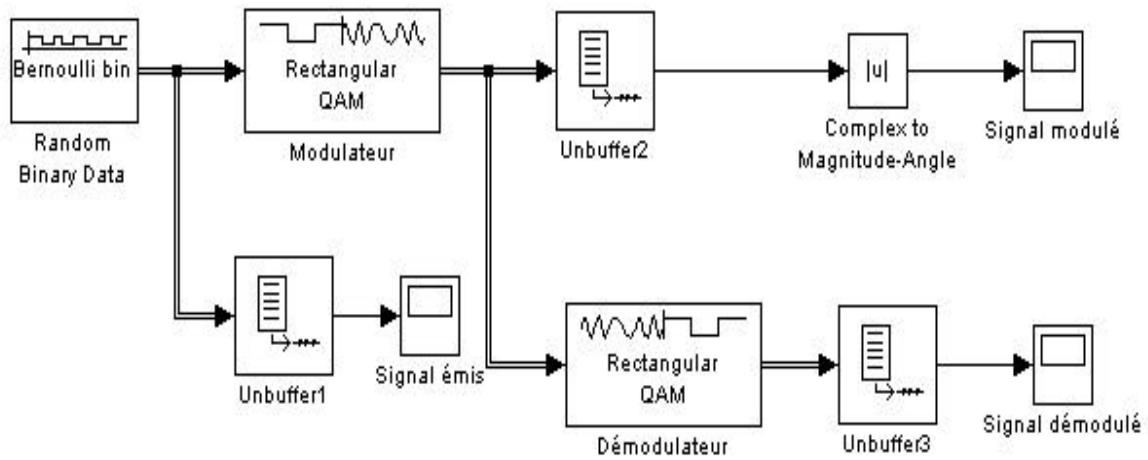 Bernoulli bin
Random
Binary Data
Rectangular
QAM
Modulateur
Unbuffer2
|u|
Complex to
Magnitude-Angle
Signal modulé
Unbuffer1
Signal émis
Rectangular
QAM
Démodulateur
Unbuffer3
Signal démodulé